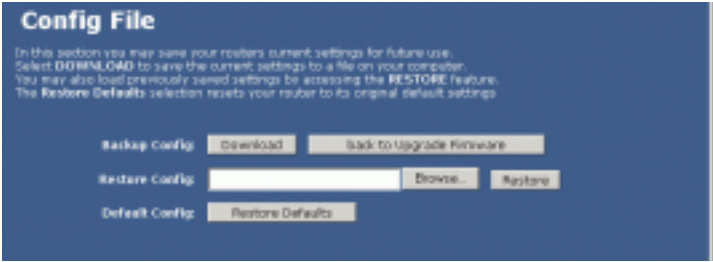 Config File
In this section you may save your routers current settings for future use.
Select DOWNLOAD to save the current settings to a file on your computer.
You may also load previously saved settings by accessing the RESTORE feature.
The Restore Defaults selection resets your router to its original default settings
Backup Config: Download back to Upgrade Firmware
Restore Config: Browse... Restore
Default Config: Restore Defaults